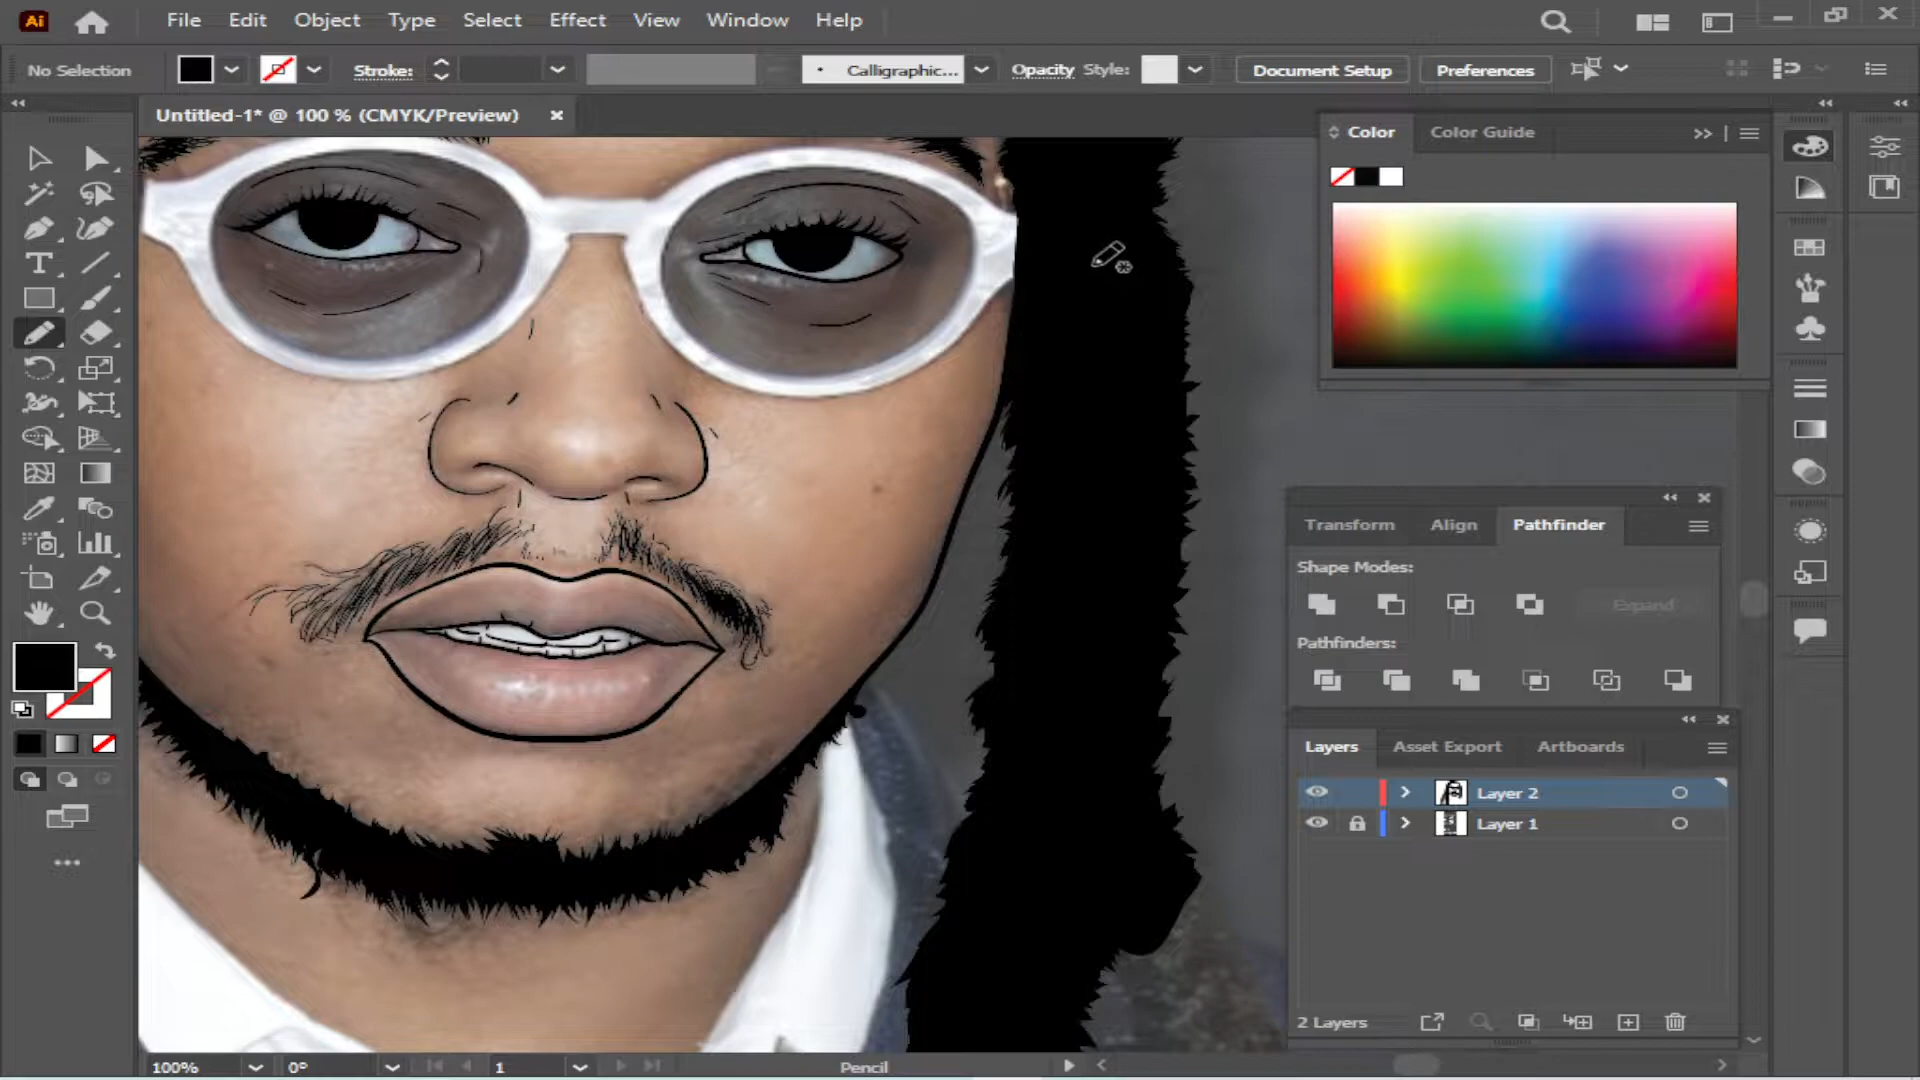 Ai File Edit Object Type Select Effect View Window Help
No Selection Stroke: Calligraphic... Opacity Style: Document Setup Preferences
Untitled-1* @ 100 % (CMYK/Preview)
Color Color Guide
Transform Align Pathfinder
Shape Modes:
Expand
Pathfinders:
Layers Asset Export Artboards
Layer 2
Layer 1
2 Layers
100% 0° 1 Pencil